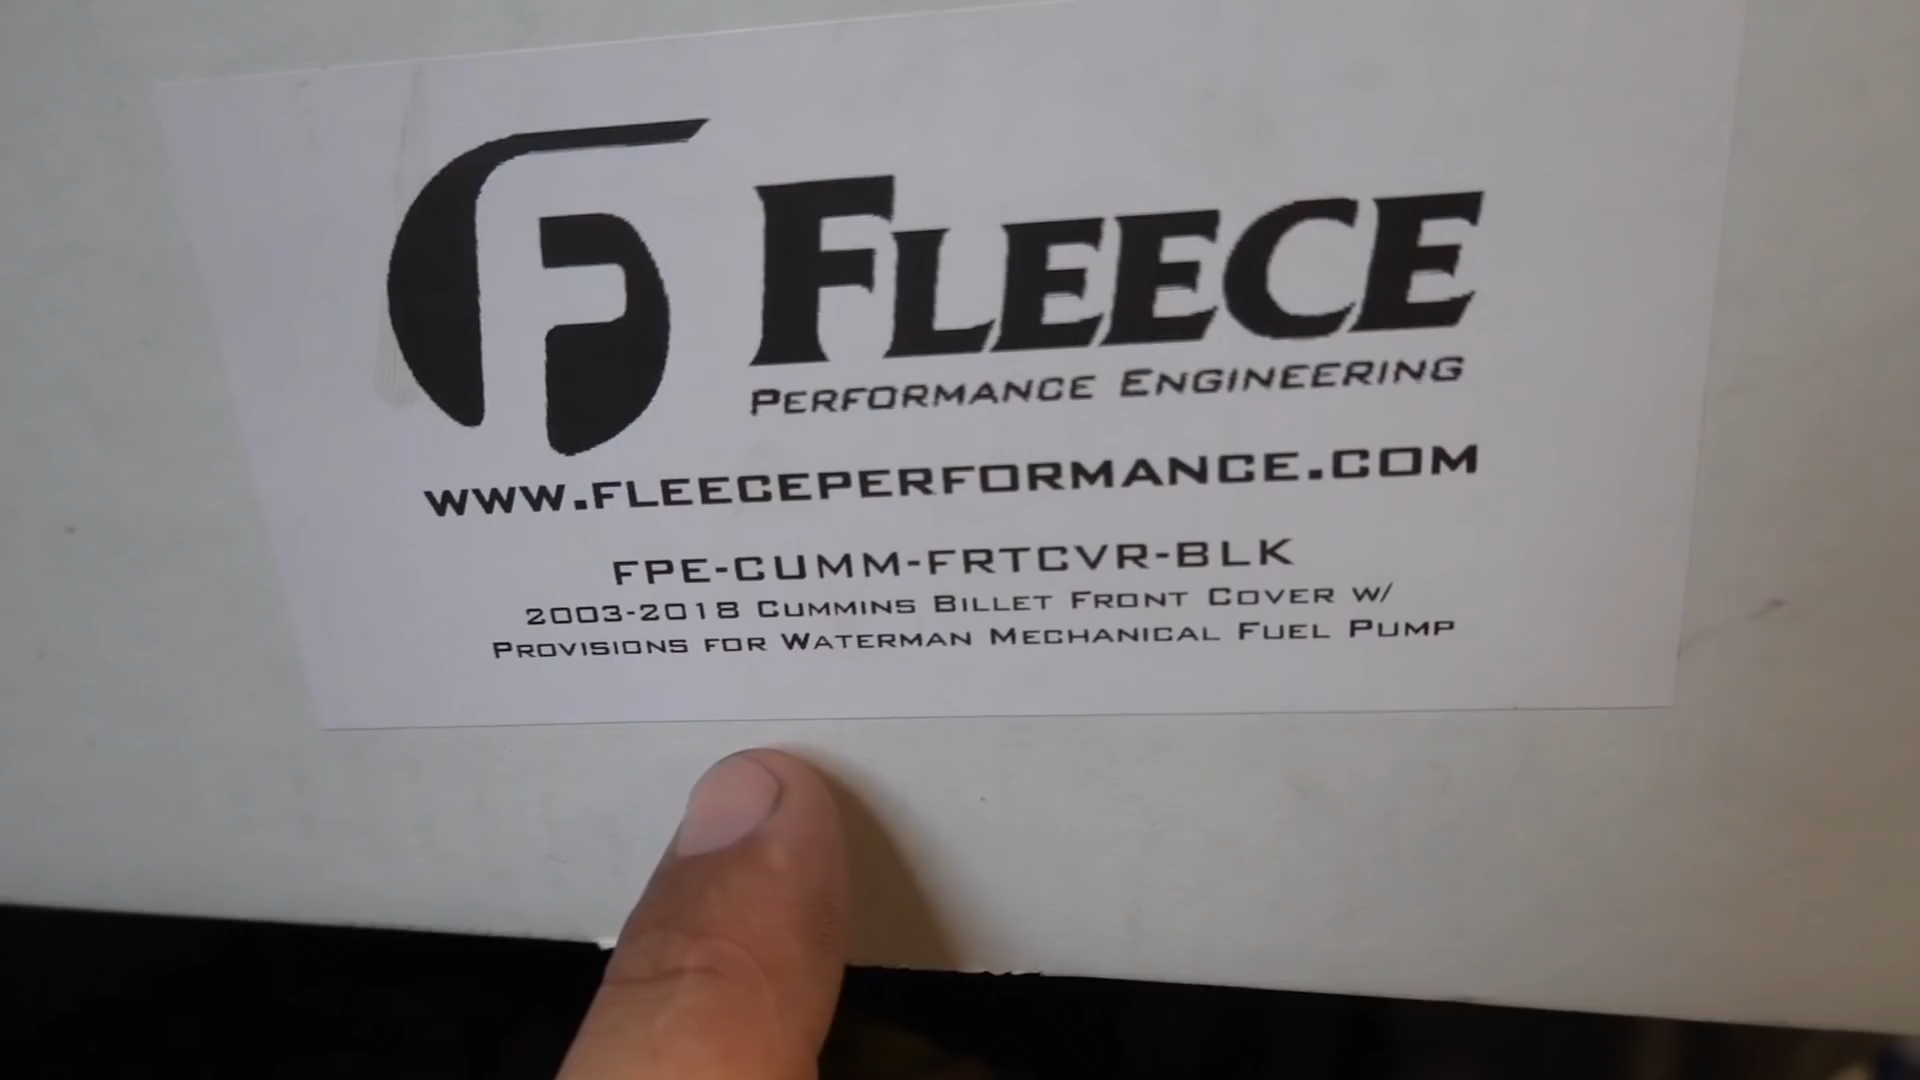 FLEECE
PERFORMANCE ENGINEERING
WWW.FLEECEPERFORMANCE.COM
FPE-CUMM-FRTCVR-BLK
2003-2018 CUMMINS BILLET FRONT COVER W/
PROVISIONS FOR WATERMAN MECHANICAL FUEL PUMP